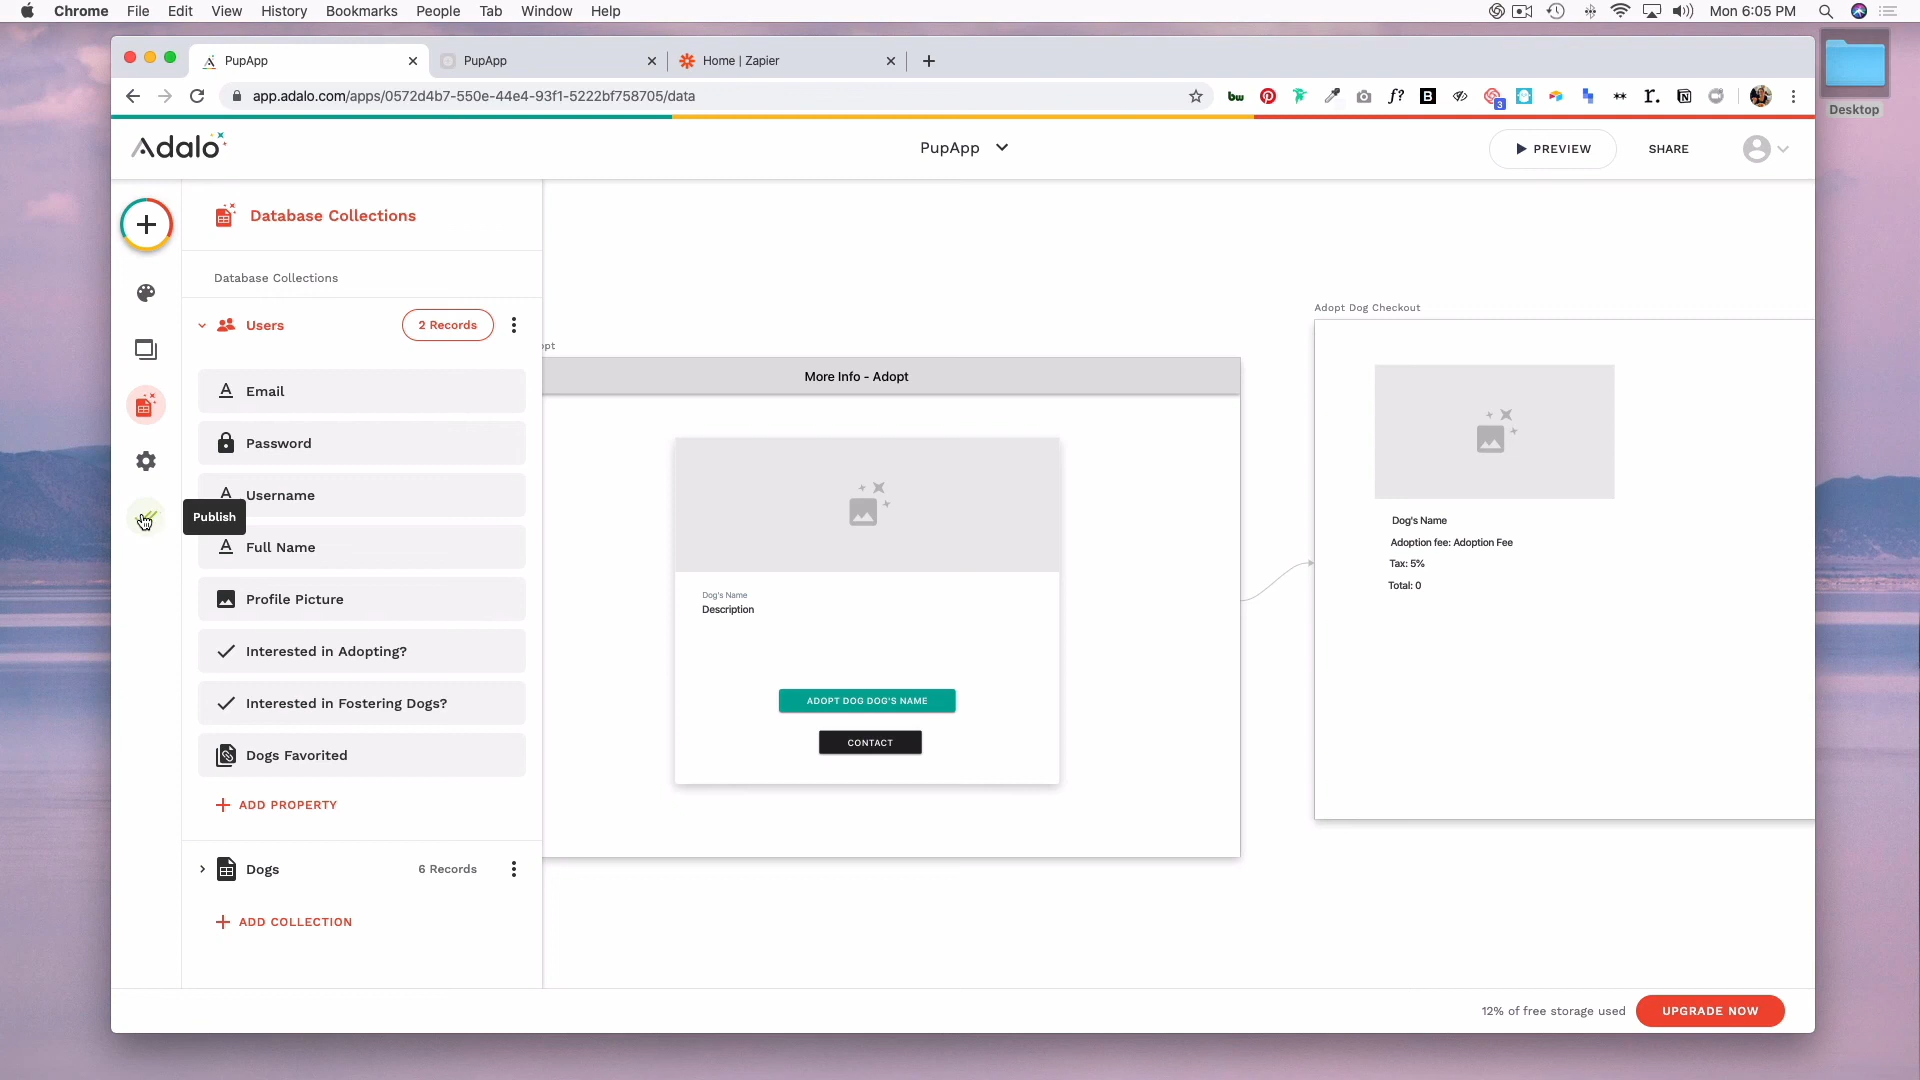 Chrome File Edit View History Bookmarks People Tab Window Help
Mon 6:05 PM
PupApp
PupApp
Home | Zapier
app.adalo.com/apps/0572d4b7-550e-44e4-93f1-5222bf758705/data
bw
f?
B
3
r.
Desktop
Adalo
PupApp
PREVIEW
SHARE
Database Collections
Database Collections
Users
2 Records
Email
Password
Username
Publish
Full Name
Profile Picture
Interested in Adopting?
Interested in Fostering Dogs?
Dogs Favorited
ADD PROPERTY
Dogs
6 Records
ADD COLLECTION
opt
More Info - Adopt
Dog's Name
Description
ADOPT DOG DOG'S NAME
CONTACT
Adopt Dog Checkout
Dog's Name
Adoption fee: Adoption Fee
Tax: 5%
Total: 0
12% of free storage used
UPGRADE NOW